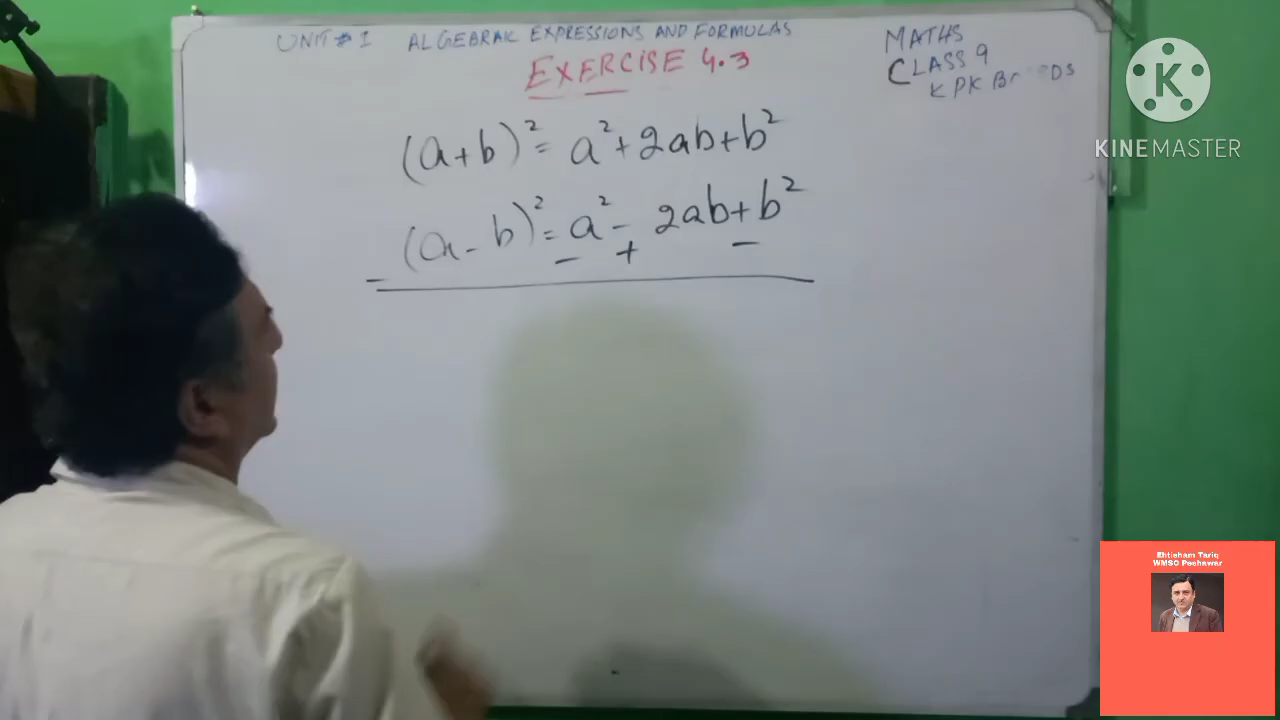 UNIT # 1 ALGEBRAIC EXPRESSIONS AND FORMULAS
EXERCISE 4.3
MATHS
CLASS 9
KPK
(a+b)² = a² + 2ab + b²
(a - b)² = a² - 2ab + b²
- + -
-
KINEMASTER
K
Ehtisham Tariq
WMSO Peshawar